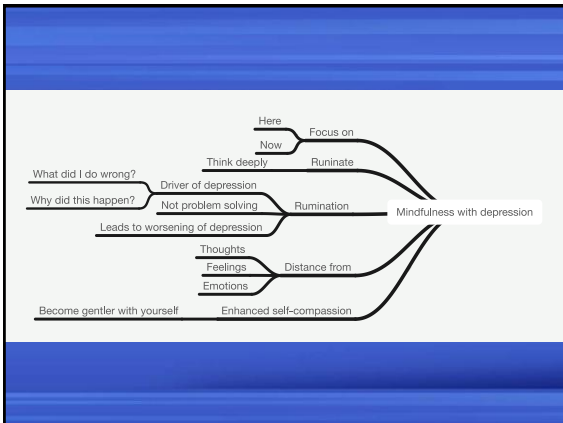 Here
Focus on
Now
Think deeply
Runinate
What did I do wrong?
Driver of depression
Why did this happen?
Not problem solving
Rumination
Mindfulness with depression
Leads to worsening of depression
Thoughts
Feelings
Distance from
Emotions
Become gentler with yourself
Enhanced self-compassion